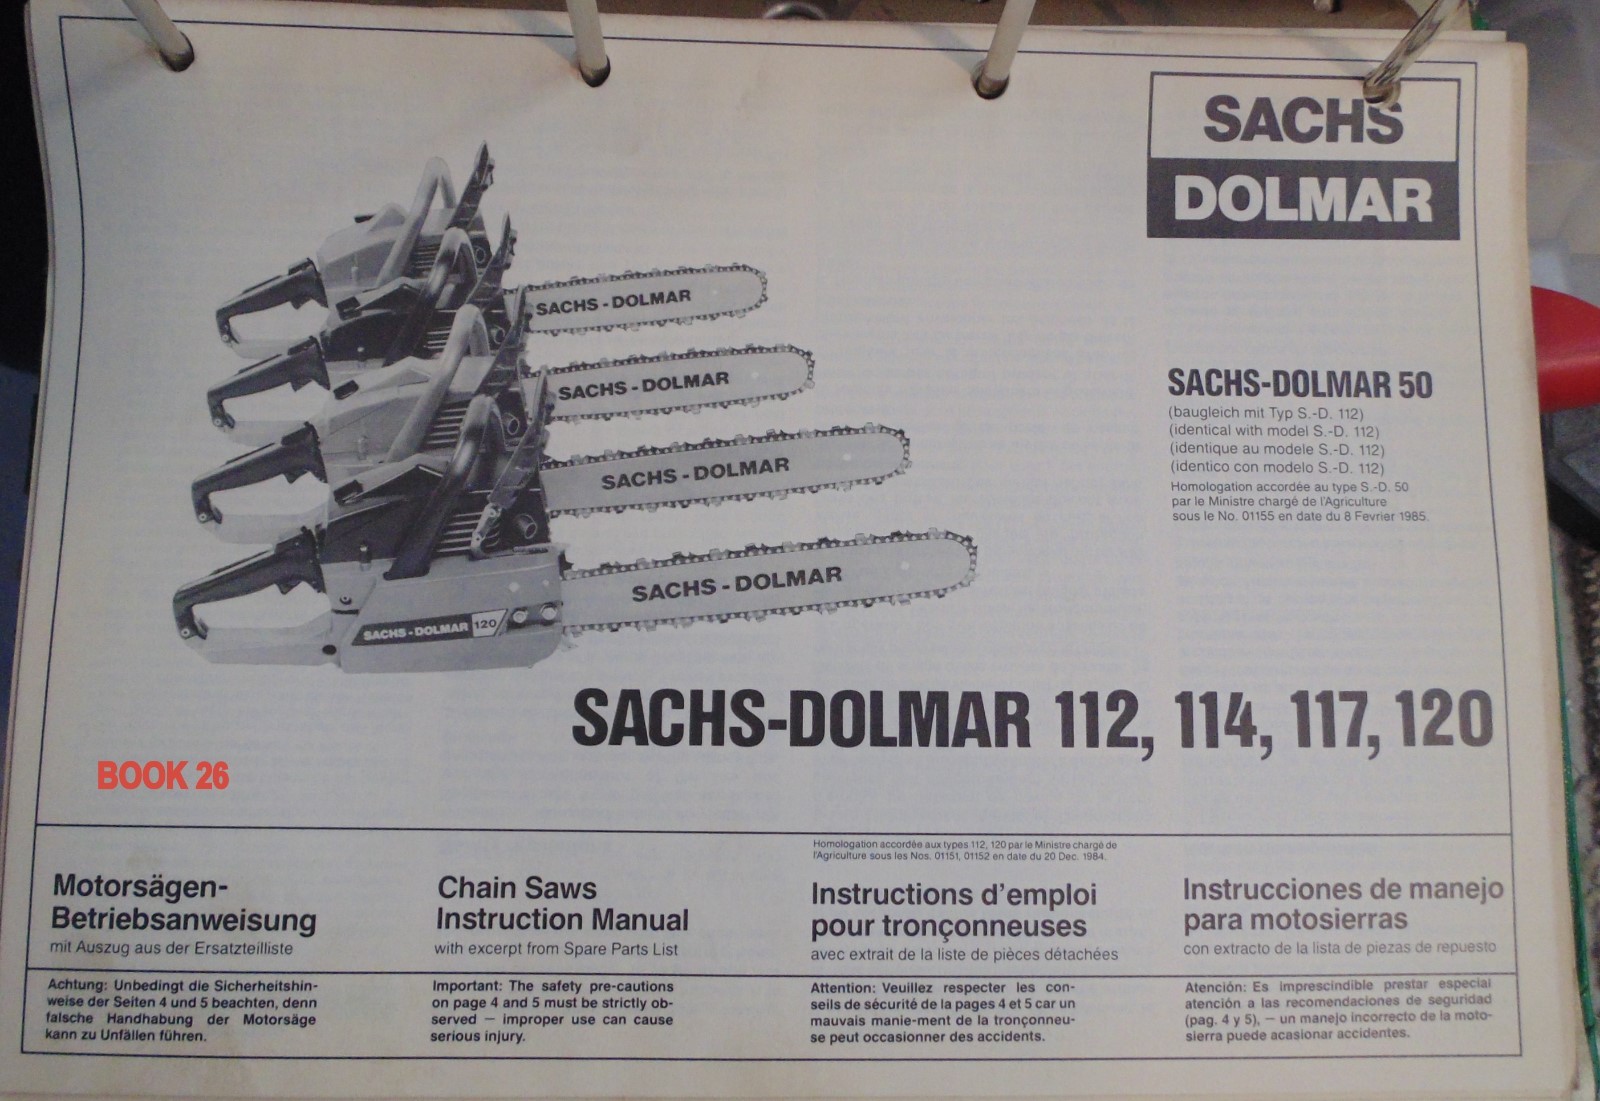 SACHS
DOLMAR
SACHS - DOLMAR
SACHS - DOLMAR
SACHS - DOLMAR
SACHS - DOLMAR
SACHS - DOLMAR 120
SACHS-DOLMAR 50
(baugleich mit Typ S.-D. 112)
(identical with model S.-D. 112)
(identique au modele S.-D. 112)
(identico con modelo S.-D. 112)
Homologation accordée au type S.-D. 50
par le Ministre chargé de l'Agriculture
sous le No. 01155 en date du 8 Fevrier 1985.
SACHS-DOLMAR 112, 114, 117, 120
BOOK 26
Motorsägen-
Betriebsanweisung
mit Auszug aus der Ersatzteilliste
Chain Saws
Instruction Manual
with excerpt from Spare Parts List
Homologation accordée aux types 112, 120 par le Ministre chargé de
l'Agriculture sous les Nos. 01151, 01152 en date du 20 Dec. 1984.
Instructions d'emploi
pour tronçonneuses
avec extrait de la liste de pièces détachées
Instrucciones de manejo
para motosierras
con extracto de la lista de piezas de repuesto
Achtung: Unbedingt die Sicherheitshin-
weise der Seiten 4 und 5 beachten, denn
falsche Handhabung der Motorsäge
kann zu Unfällen führen.
Important: The safety pre-cautions
on page 4 and 5 must be strictly ob-
served – improper use can cause
serious injury.
Attention: Veuillez respecter les con-
seils de sécurité de la pages 4 et 5 car un
mauvais manie-ment de la tronçonneu-
se peut occasionner des accidents.
Atención: Es imprescindible prestar especial
atención a las recomendaciones de seguridad
(pag. 4 y 5), – un manejo incorrecto de la moto-
sierra puede acasionar accidentes.